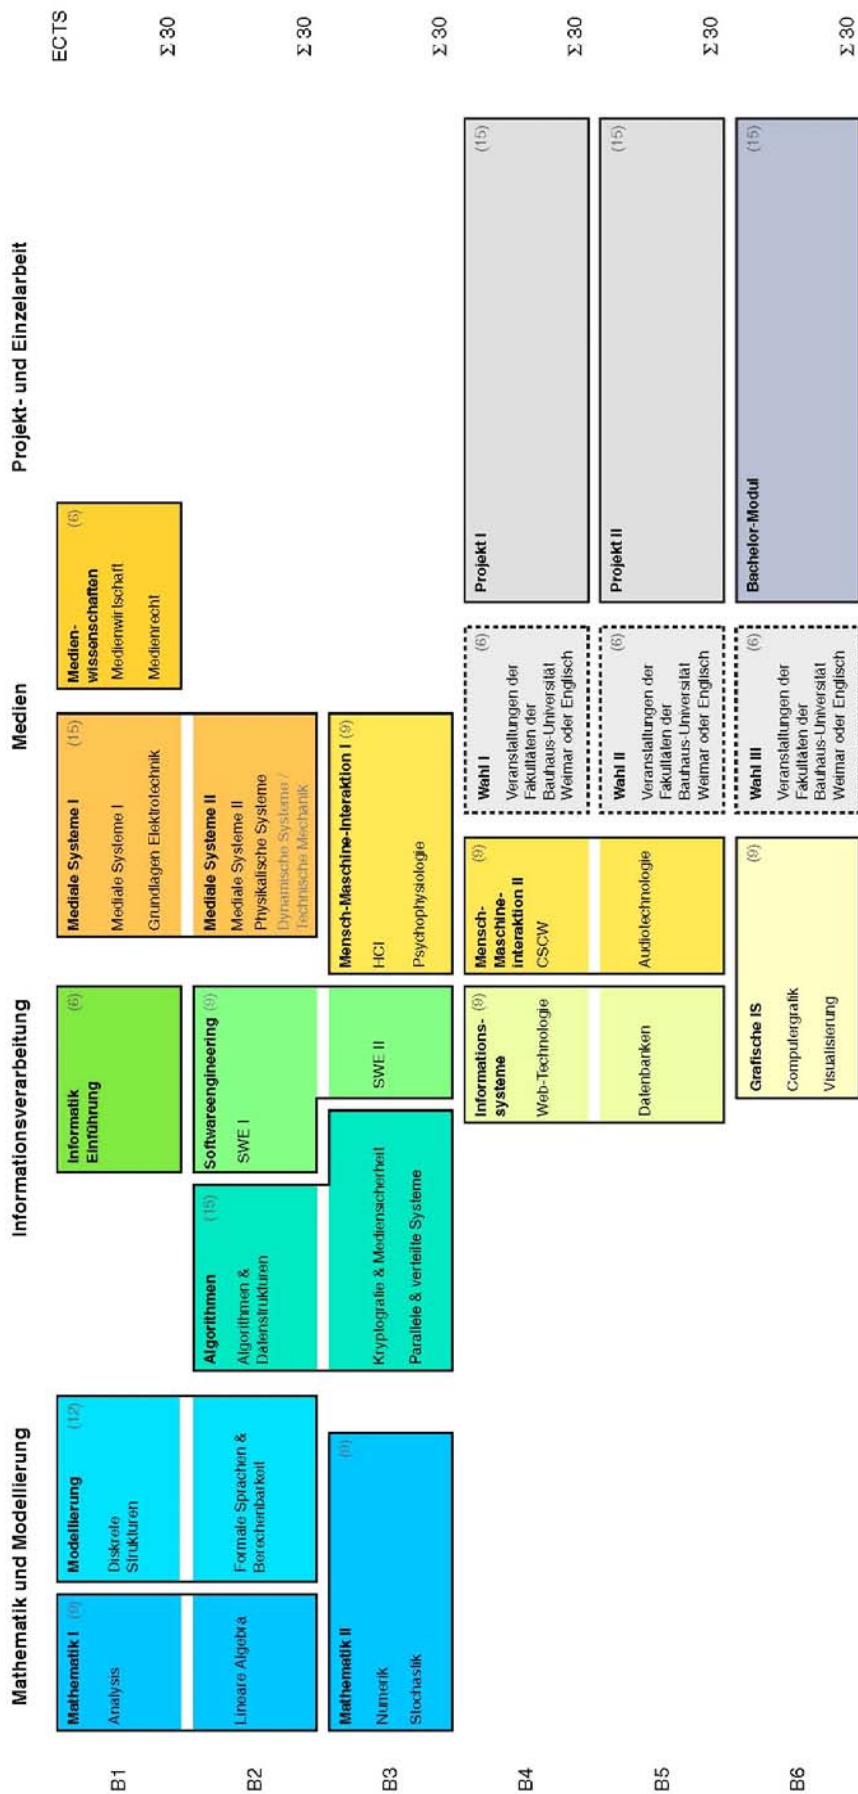 Mathematik und Modellierung
Informationsverarbeitung
Medien
Projekt- und Einzelarbeit
ECTS
B1
Mathematik I (9)
Analysis
Modellierung (12)
Diskrete
Strukturen
Informatik (6)
Einführung
Mediale Systeme I (15)
Mediale Systeme I
Grundlagen Elektrotechnik
Medien- (6)
wissenschaften
Medienwirtschaft
Medienrecht
Σ30
B2
Lineare Algebra
Formale Sprachen &
Berechenbarkeit
Algorithmen (15)
Algorithmen &
Datenstrukturen
Softwareengineering (9)
SWE I
Mediale Systeme II
Mediale Systeme II
Physikalische Systeme
Dynamische Systeme /
Technische Mechanik
Σ30
B3
Mathematik II (9)
Numerik
Stochastik
Kryptografie & Mediensicherheit
Parallele & verteilte Systeme
SWE II
Mensch-Maschine-Interaktion I (9)
HCI
Psychophysiologie
Σ30
B4
Informations- (9)
systeme
Web-Technologie
Mensch- (9)
Maschine-
interaktion II
CSCW
Wahl I (6)
Veranstaltungen der
Fakultäten der
Bauhaus-Universität
Weimar oder Englisch
Projekt I (15)
Σ30
B5
Datenbanken
Audiotechnologie
Wahl II (6)
Veranstaltungen der
Fakultäten der
Bauhaus-Universität
Weimar oder Englisch
Projekt II (15)
Σ30
B6
Grafische IS (9)
Computergrafik
Visualisierung
Wahl III (6)
Veranstaltungen der
Fakultäten der
Bauhaus-Universität
Weimar oder Englisch
Bachelor-Modul (15)
Σ30